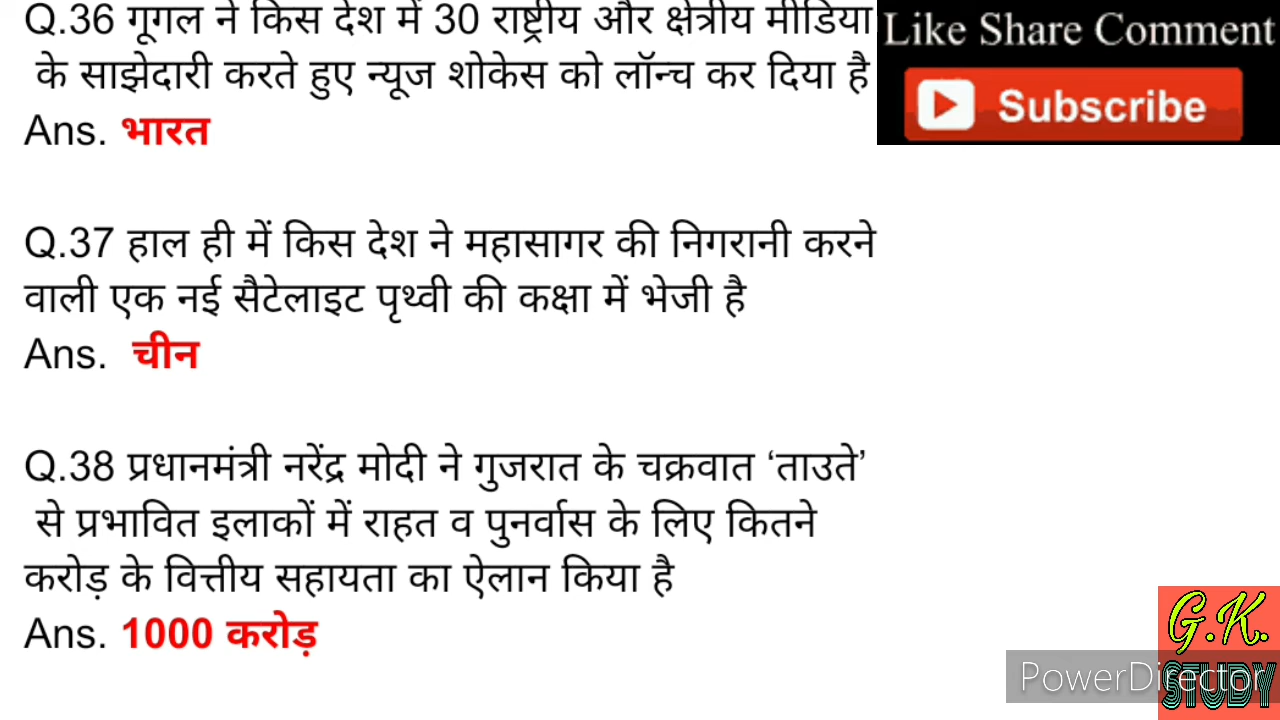 Q.36 गूगल ने किस देश में 30 राष्ट्रीय और क्षेत्रीय मीडिया
के साझेदारी करते हुए न्यूज शोकेस को लॉन्च कर दिया है
Ans. भारत
Like Share Comment
Subscribe
Q.37 हाल ही में किस देश ने महासागर की निगरानी करने
वाली एक नई सैटेलाइट पृथ्वी की कक्षा में भेजी है
Ans. चीन
Q.38 प्रधानमंत्री नरेंद्र मोदी ने गुजरात के चक्रवात ‘ताउते’
से प्रभावित इलाकों में राहत व पुनर्वास के लिए कितने
करोड़ के वित्तीय सहायता का ऐलान किया है
Ans. 1000 करोड़
G.K.
STUDY
PowerDirector